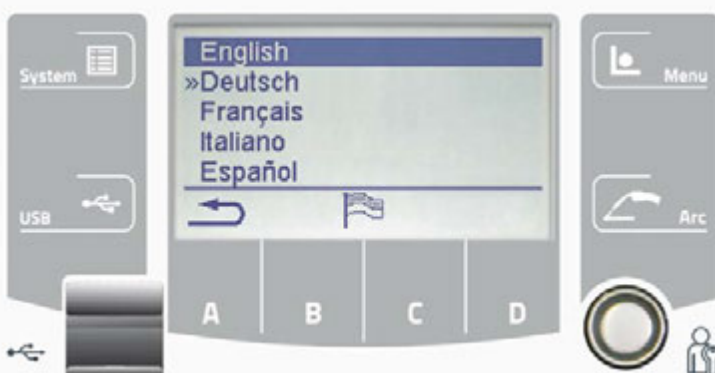 System
English
»Deutsch
Français
Italiano
Español
Menu
USB
Arc
A B C D